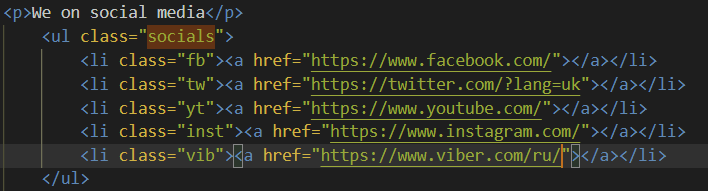 <p>We on social media</p>
<ul class="socials">
<li class="fb"><a href="https://www.facebook.com/"></a></li>
<li class="tw"><a href="https://twitter.com/?lang=uk"></a></li>
<li class="yt"><a href="https://www.youtube.com/"></a></li>
<li class="inst"><a href="https://www.instagram.com/"></a></li>
<li class="vib"><a href="https://www.viber.com/ru/"></a></li>
</ul>